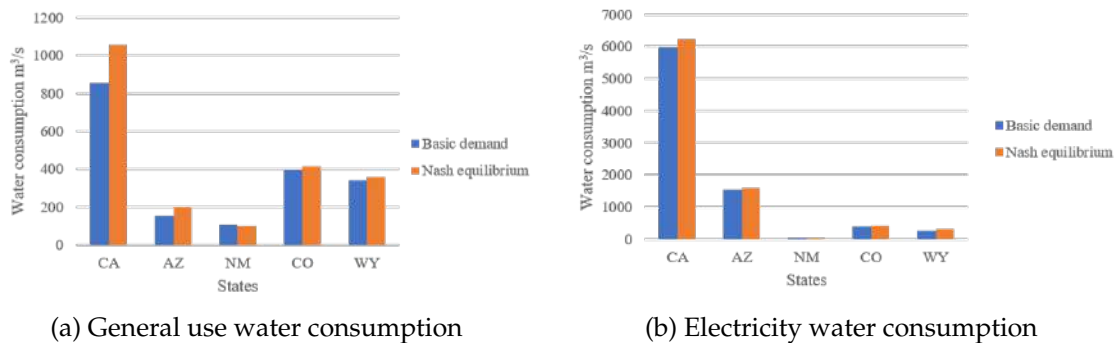 1200
1000
800
600
400
200
0
Water consumption m³/s
CA AZ NM CO WY
States
Basic demand
Nash equilibrium
(a) General use water consumption
7000
6000
5000
4000
3000
2000
1000
0
Water consumption m³/s
CA AZ NM CO WY
States
Basic demand
Nash equilibrium
(b) Electricity water consumption